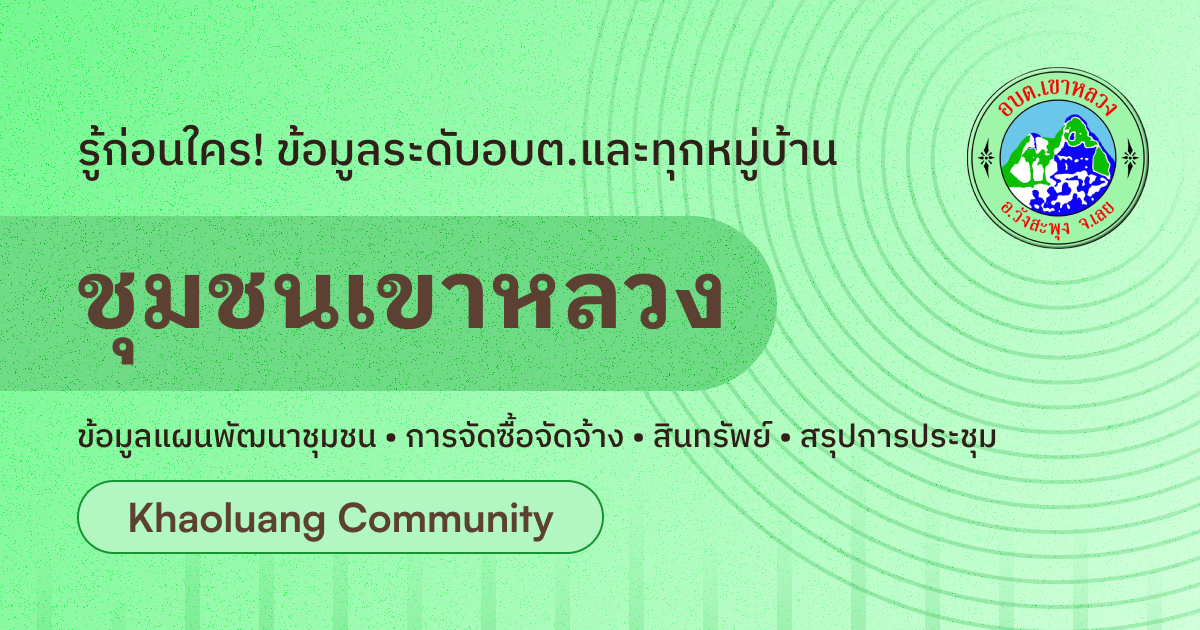 รู้ก่อนใคร! ข้อมูลระดับอบต.และทุกหมู่บ้าน
อบต.เขาหลวง
อ.วังสะพุง จ.เลย
ชุมชนเขาหลวง
ข้อมูลแผนพัฒนาชุมชน • การจัดซื้อจัดจ้าง • สินทรัพย์ • สรุปการประชุม
Khaoluang Community